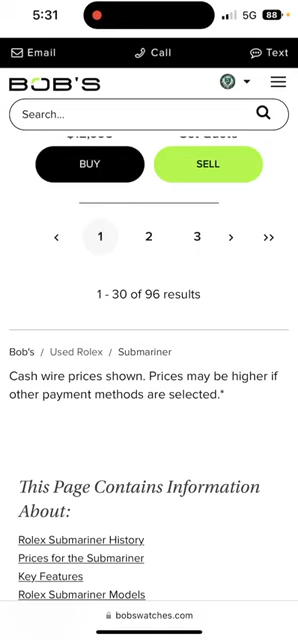 5:31
5G
88
Email
Call
Text
BOB'S
Search...
BUY
SELL
‹ 1 2 3 › ››
1 - 30 of 96 results
Bob's / Used Rolex / Submariner
Cash wire prices shown. Prices may be higher if
other payment methods are selected.*
This Page Contains Information
About:
Rolex Submariner History
Prices for the Submariner
Key Features
Rolex Submariner Models
bobswatches.com